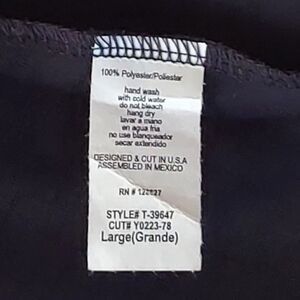 100% Polyester/Poliester
hand wash
with cold water
do not bleach
hang dry
lavar a mano
en agua fria
no use blanqueador
secar extendido
DESIGNED & CUT IN U.S.A
ASSEMBLED IN MEXICO
RN #
STYLE# T-39647
CUT# Y0223-78
Large(Grande)